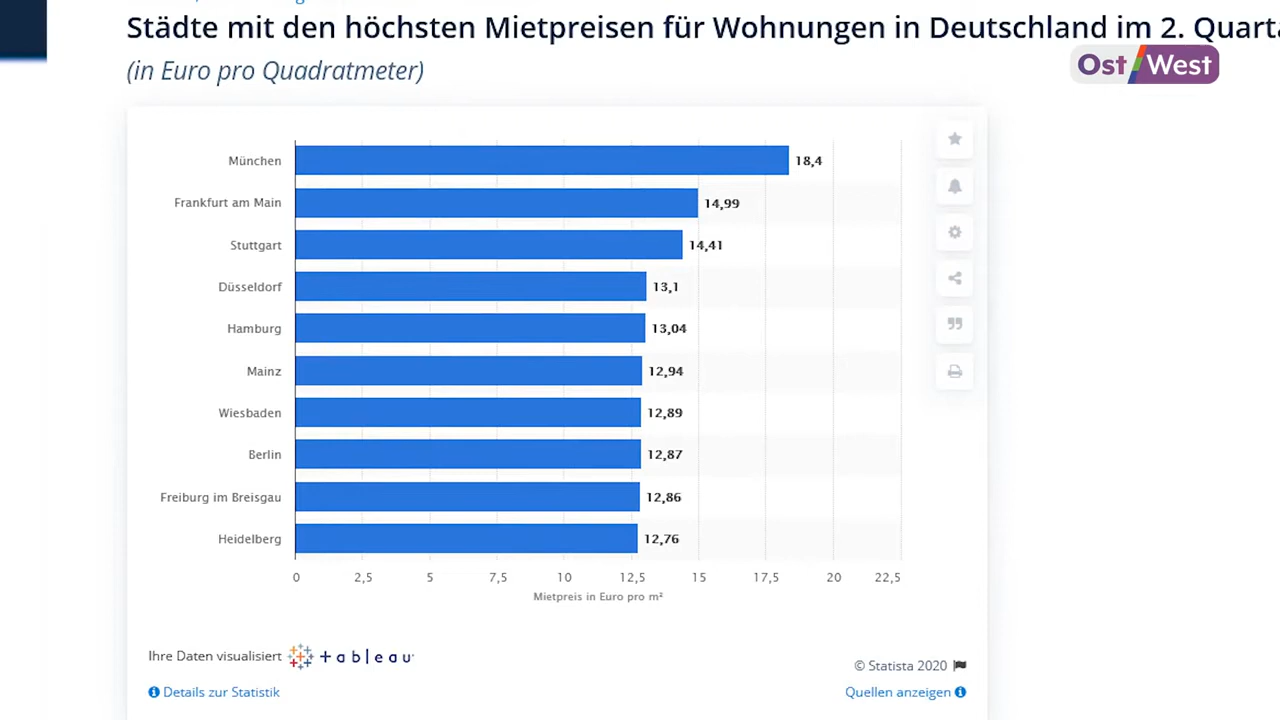 Städte mit den höchsten Mietpreisen für Wohnungen in Deutschland im 2.
(in Euro pro Quadratmeter)
Ost West
München 18,4
Frankfurt am Main 14,99
Stuttgart 14,41
Düsseldorf 13,1
Hamburg 13,04
Mainz 12,94
Wiesbaden 12,89
Berlin 12,87
Freiburg im Breisgau 12,86
Heidelberg 12,76
0 2,5 5 7,5 10 12,5 15 17,5 20 22,5
Mietpreis in Euro pro m²
Ihre Daten visualisiert +ableau
© Statista 2020
Details zur Statistik
Quellen anzeigen